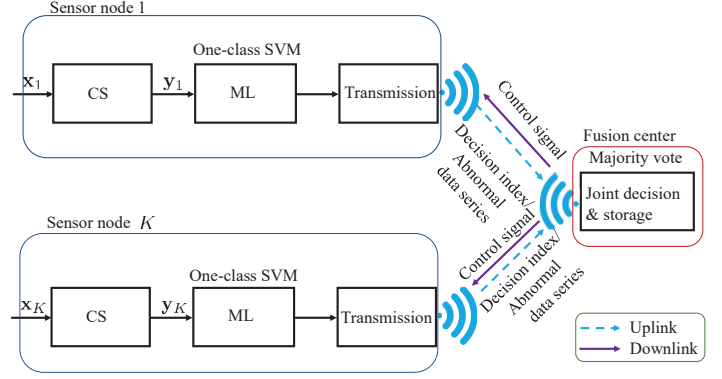 Sensor node 1
One-class SVM
x₁
CS
y₁
ML
Transmission
Control signal
Decision index/
Abnormal
data series
Fusion center
Majority vote
Joint decision
& storage
Sensor node K
One-class SVM
x_K
CS
y_K
ML
Transmission
Control signal
Decision index/
Abnormal
data series
Uplink
Downlink